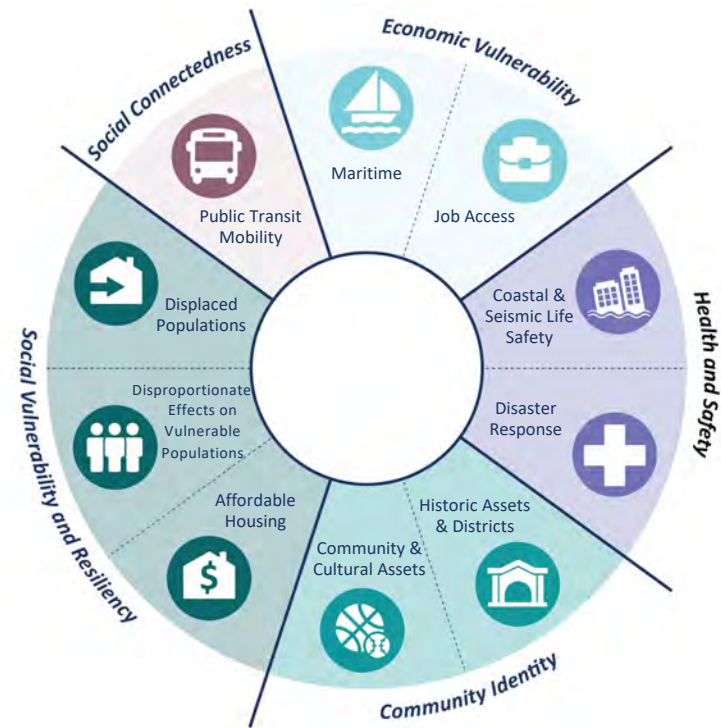 Economic Vulnerability
Maritime
Job Access
Health and Safety
Coastal &
Seismic Life
Safety
Disaster
Response
Community Identity
Historic Assets
& Districts
Community &
Cultural Assets
Social Vulnerability and Resiliency
Affordable
Housing
$
Disproportionate
Effects on
Vulnerable
Populations
Displaced
Populations
Social Connectedness
Public Transit
Mobility